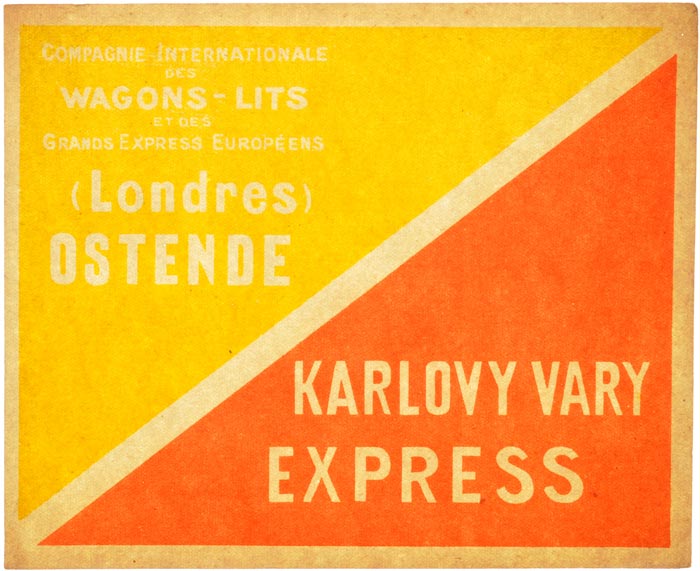 COMPAGNIE INTERNATIONALE
DES
WAGONS-LITS
ET DES
GRANDS EXPRESS EUROPÉENS
(Londres)
OSTENDE
KARLOVY VARY
EXPRESS